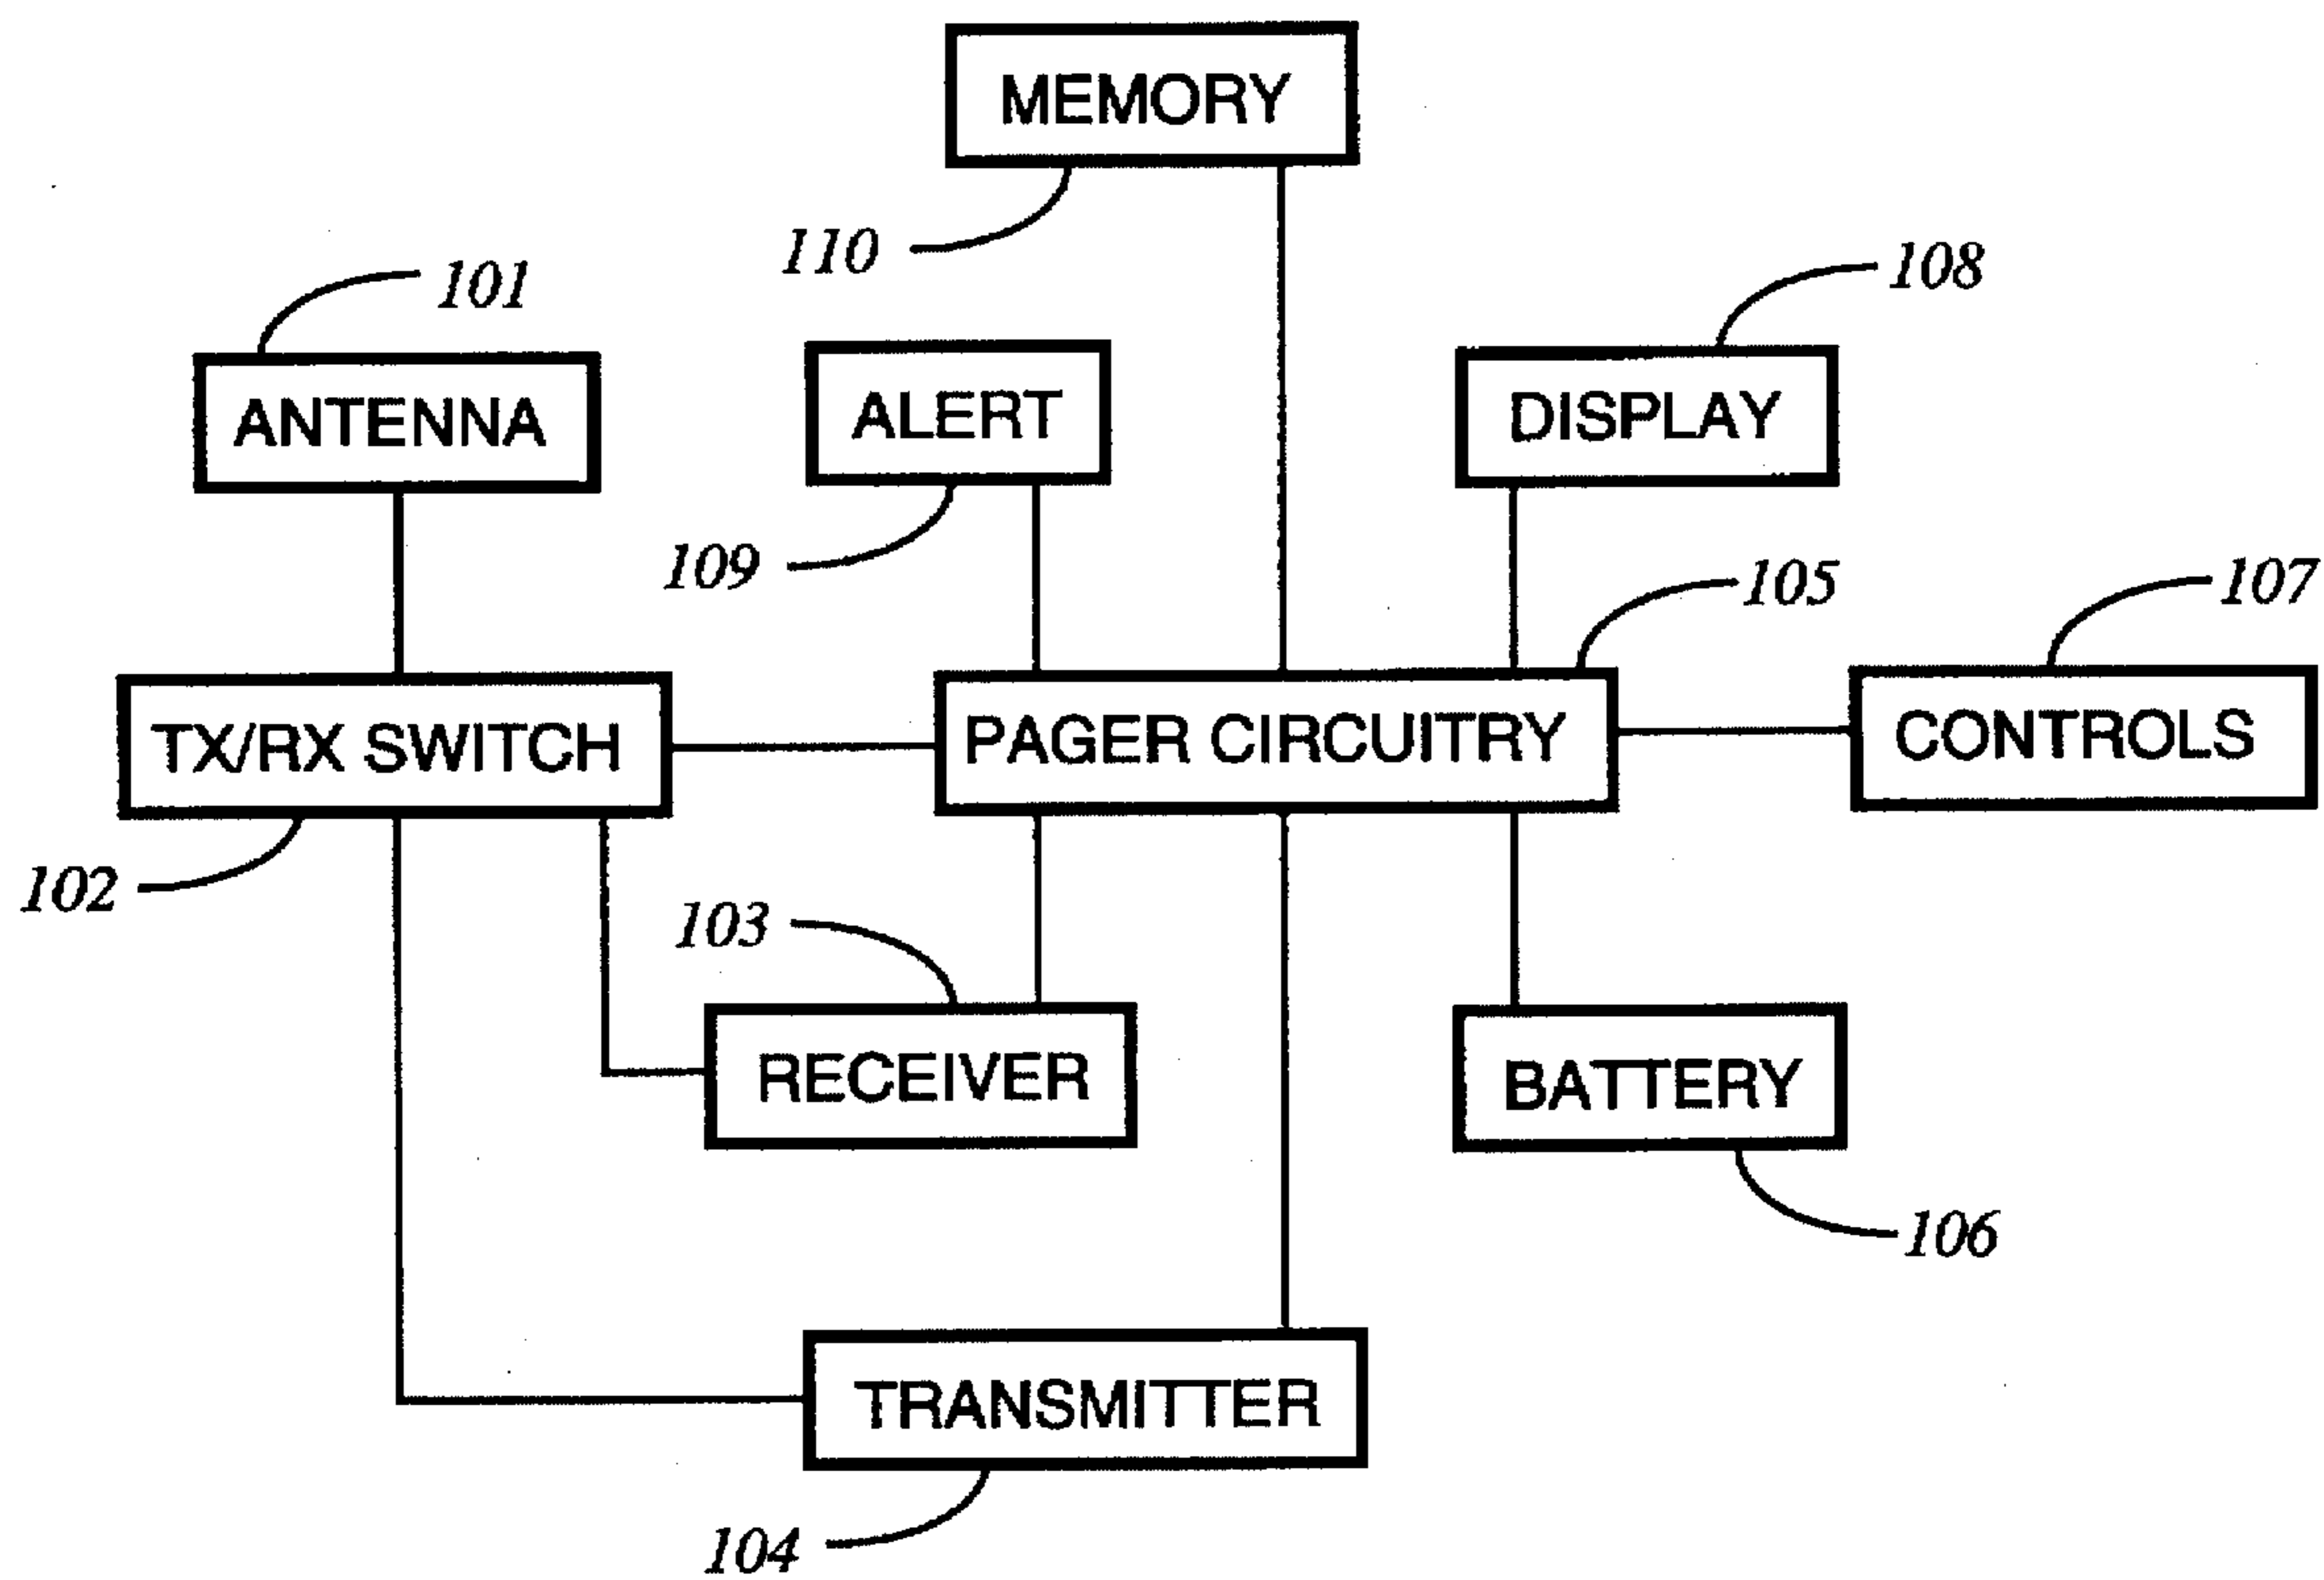 MEMORY
110
101
108
ANTENNA
ALERT
DISPLAY
109
105
107
TX/RX SWITCH
PAGER CIRCUITRY
CONTROLS
102
103
RECEIVER
BATTERY
106
TRANSMITTER
104